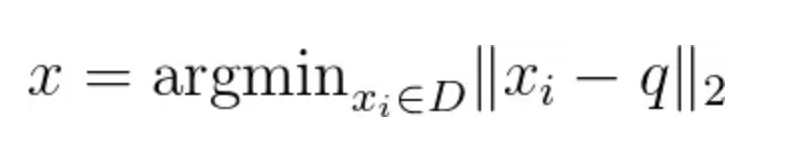 x = argmin_{x_i∈D}‖x_i − q‖_2